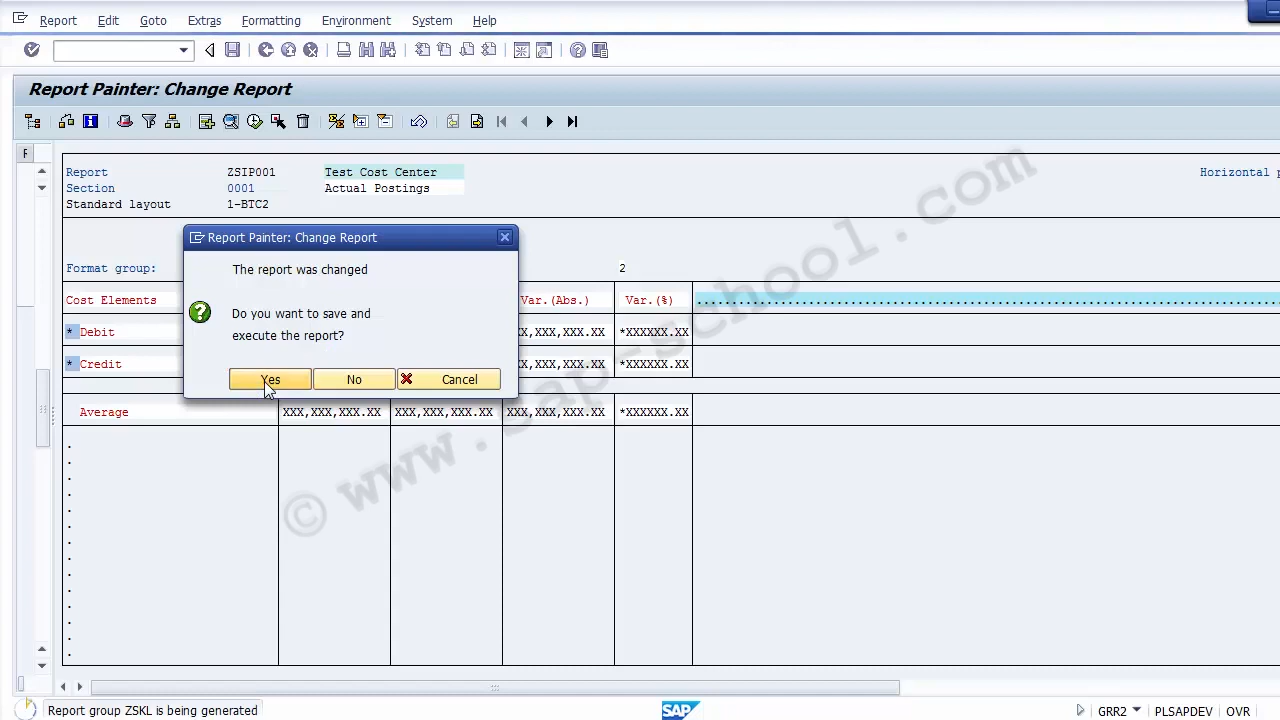 Report Edit Goto Extras Formatting Environment System Help
Report Painter: Change Report
F
Report ZSIP001 Test Cost Center Horizontal p
Section 0001 Actual Postings
Standard layout 1-BTC2
Report Painter: Change Report
The report was changed
Do you want to save and
execute the report?
Yes No Cancel
Format group: 2
Cost Elements Var.(Abs.) Var.(%)
* Debit XX,XXX,XXX.XX *XXXXXX.XX
* Credit XX,XXX,XXX.XX *XXXXXX.XX
Average XXX,XXX,XXX.XX XXX,XXX,XXX.XX XXX,XXX,XXX.XX *XXXXXX.XX
© www.sap-school.com
Report group ZSKL is being generated SAP GRR2 PLSAPDEV OVR